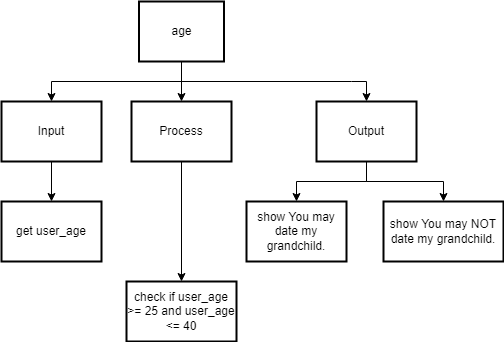 age
Input
Process
Output
get user_age
show You may
date my
grandchild.
show You may NOT
date my grandchild.
check if user_age
>= 25 and user_age
<= 40